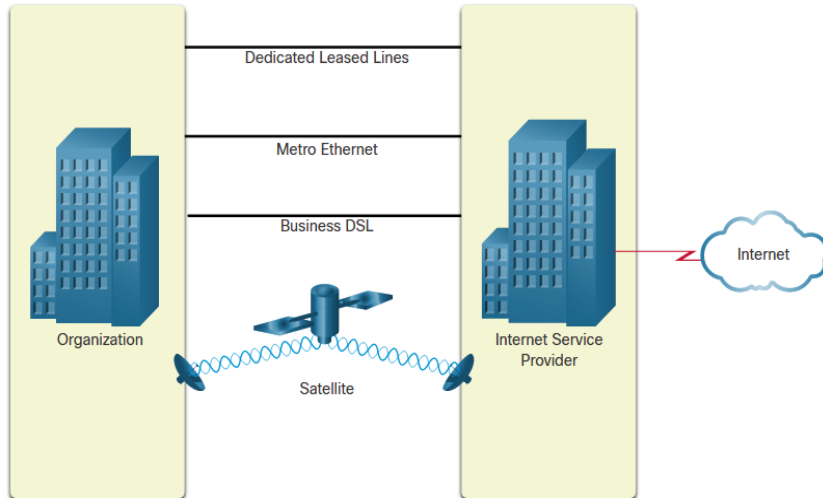 Dedicated Leased Lines
Metro Ethernet
Business DSL
Internet
Organization
Internet Service
Provider
Satellite